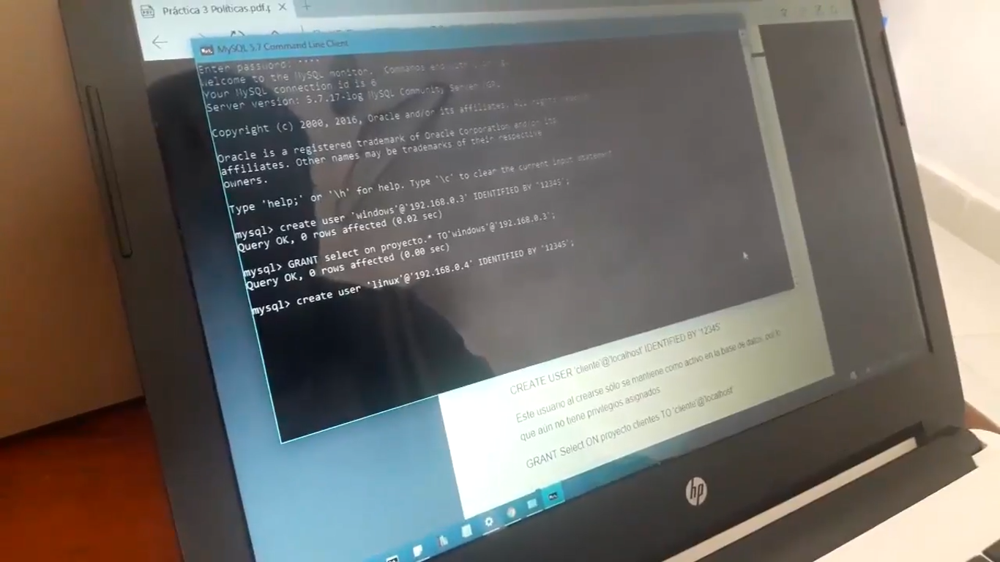 Práctica 3 Políticas.pdf.p
MySQL 5.7 Command Line Client
Enter password: ****
Welcome to the MySQL monitor. Commands end with
Your MySQL connection id is 6
Server version: 5.7.17-log MySQL Community Server (GPL)
Copyright (c) 2000, 2016, Oracle and/or its affiliates. All rights reserved.
Oracle is a registered trademark of Oracle Corporation and/or its
affiliates. Other names may be trademarks of their respective
owners.
Type 'help;' or '\h' for help. Type '\c' to clear the current input statement
mysql> create user 'windows'@'192.168.0.3' IDENTIFIED BY '12345';
Query OK, 0 rows affected (0.02 sec)
mysql> GRANT select on proyecto.* TO'windows'@'192.168.0.3';
Query OK, 0 rows affected (0.00 sec)
mysql> create user 'linux'@'192.168.0.4' IDENTIFIED BY '12345';
CREATE USER 'cliente'@'localhost' IDENTIFIED BY '12345'
Este usuario al crearse sólo se mantiene como activo en la base de datos, por lo
que aún no tiene privilegios asignados
GRANT Select ON proyecto clientes TO 'cliente'@'localhost'
hp